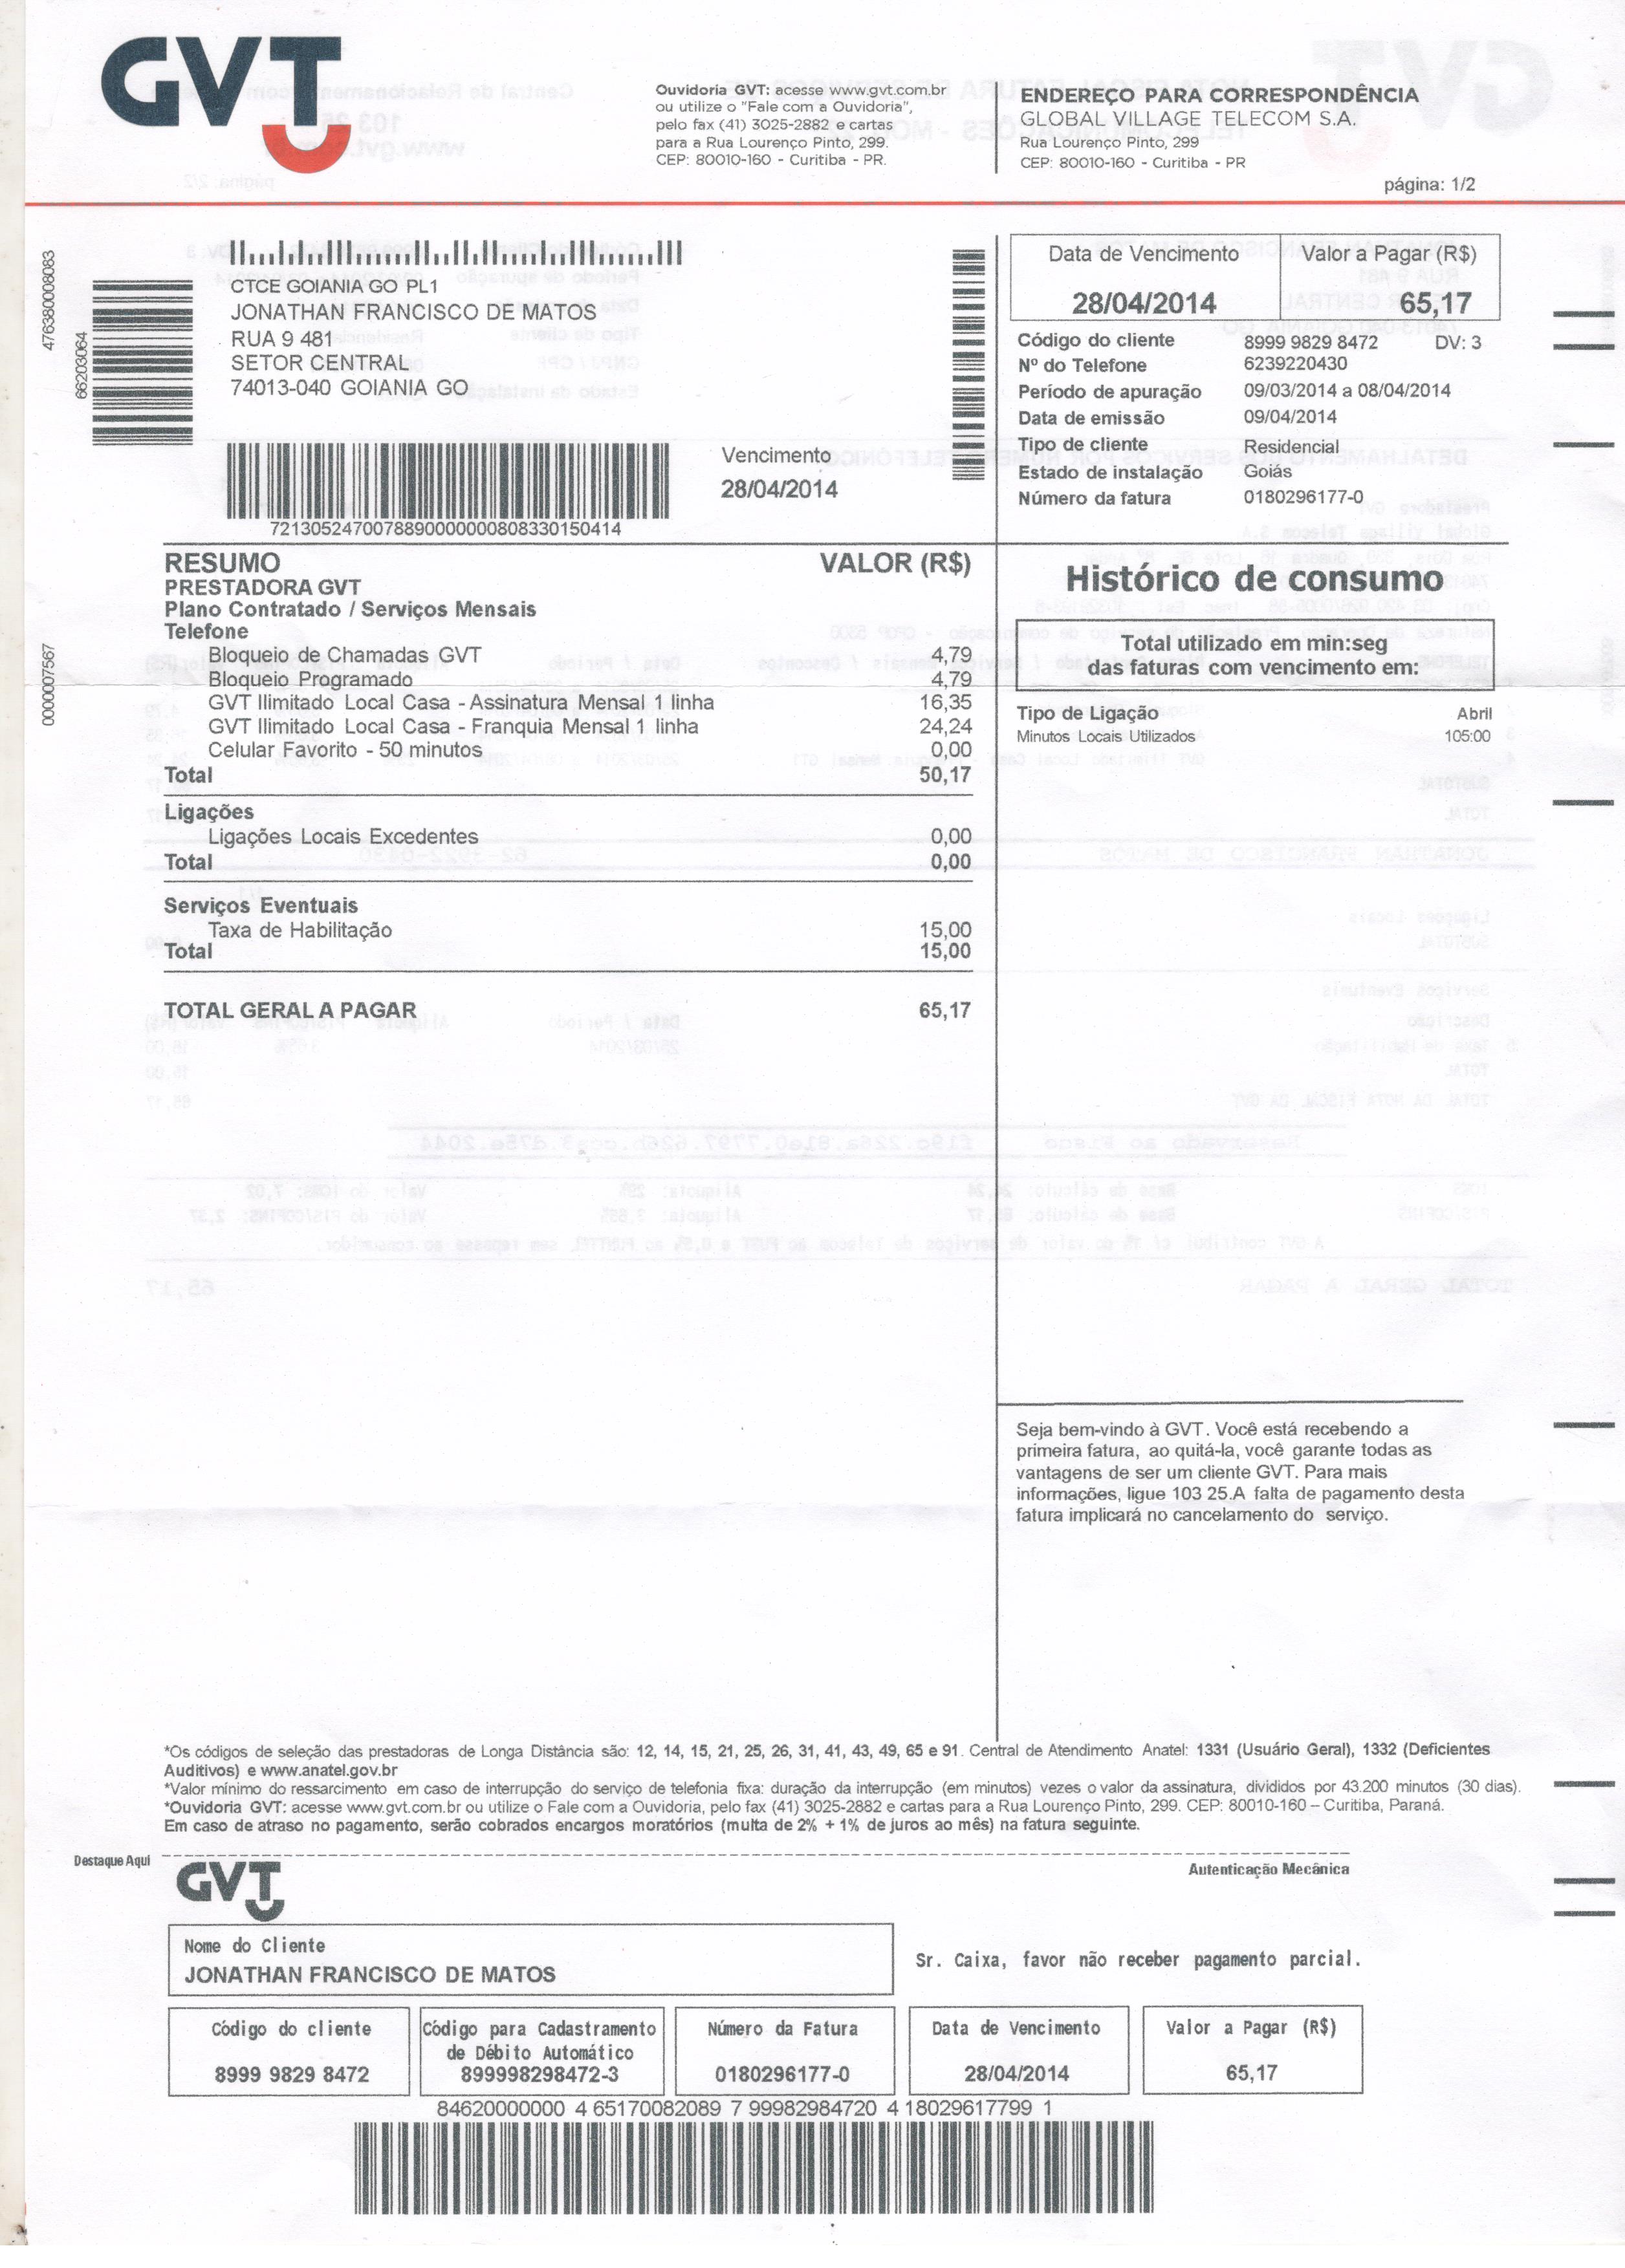 GVT
Ouvidoria GVT: acesse www.gvt.com.br
ou utilize o "Fale com a Ouvidoria",
pelo fax (41) 3025-2882 e cartas
para a Rua Lourenço Pinto, 299.
CEP: 80010-160 - Curitiba - PR.
ENDEREÇO PARA CORRESPONDÊNCIA
GLOBAL VILLAGE TELECOM S.A.
Rua Lourenço Pinto, 299
CEP: 80010-160 - Curitiba - PR
página: 1/2
476380008083
66203064
CTCE GOIANIA GO PL1
JONATHAN FRANCISCO DE MATOS
RUA 9 481
SETOR CENTRAL
74013-040 GOIANIA GO
Vencimento
28/04/2014
72130524700788900000000808330150414
Data de Vencimento Valor a Pagar (R$)
28/04/2014 65,17
Código do cliente 8999 9829 8472 DV: 3
Nº do Telefone 6239220430
Período de apuração 09/03/2014 a 08/04/2014
Data de emissão 09/04/2014
Tipo de cliente Residencial
Estado de instalação Goiás
Número da fatura 0180296177-0
0000007567
RESUMO VALOR (R$)
PRESTADORA GVT
Plano Contratado / Serviços Mensais
Telefone
Bloqueio de Chamadas GVT 4,79
Bloqueio Programado 4,79
GVT Ilimitado Local Casa - Assinatura Mensal 1 linha 16,35
GVT Ilimitado Local Casa - Franquia Mensal 1 linha 24,24
Celular Favorito - 50 minutos 0,00
Total 50,17
Ligações
Ligações Locais Excedentes 0,00
Total 0,00
Serviços Eventuais
Taxa de Habilitação 15,00
Total 15,00
TOTAL GERAL A PAGAR 65,17
Histórico de consumo
Total utilizado em min:seg
das faturas com vencimento em:
Tipo de Ligação Abril
Minutos Locais Utilizados 105:00
Seja bem-vindo à GVT. Você está recebendo a
primeira fatura, ao quitá-la, você garante todas as
vantagens de ser um cliente GVT. Para mais
informações, ligue 103 25.A falta de pagamento desta
fatura implicará no cancelamento do serviço.
*Os códigos de seleção das prestadoras de Longa Distância são: 12, 14, 15, 21, 25, 26, 31, 41, 43, 49, 65 e 91. Central de Atendimento Anatel: 1331 (Usuário Geral), 1332 (Deficientes
Auditivos) e www.anatel.gov.br
*Valor mínimo do ressarcimento em caso de interrupção do serviço de telefonia fixa: duração da interrupção (em minutos) vezes o valor da assinatura, divididos por 43.200 minutos (30 dias).
*Ouvidoria GVT: acesse www.gvt.com.br ou utilize o Fale com a Ouvidoria, pelo fax (41) 3025-2882 e cartas para a Rua Lourenço Pinto, 299. CEP: 80010-160 – Curitiba, Paraná.
Em caso de atraso no pagamento, serão cobrados encargos moratórios (multa de 2% + 1% de juros ao mês) na fatura seguinte.
Destaque Aqui
GVT
Autenticação Mecânica
Nome do Cliente
JONATHAN FRANCISCO DE MATOS
Sr. Caixa, favor não receber pagamento parcial.
Código do cliente
8999 9829 8472
Código para Cadastramento
de Débito Automático
899998298472-3
Número da Fatura
0180296177-0
Data de Vencimento
28/04/2014
Valor a Pagar (R$)
65,17
84620000000 4 65170082089 7 99982984720 4 18029617799 1